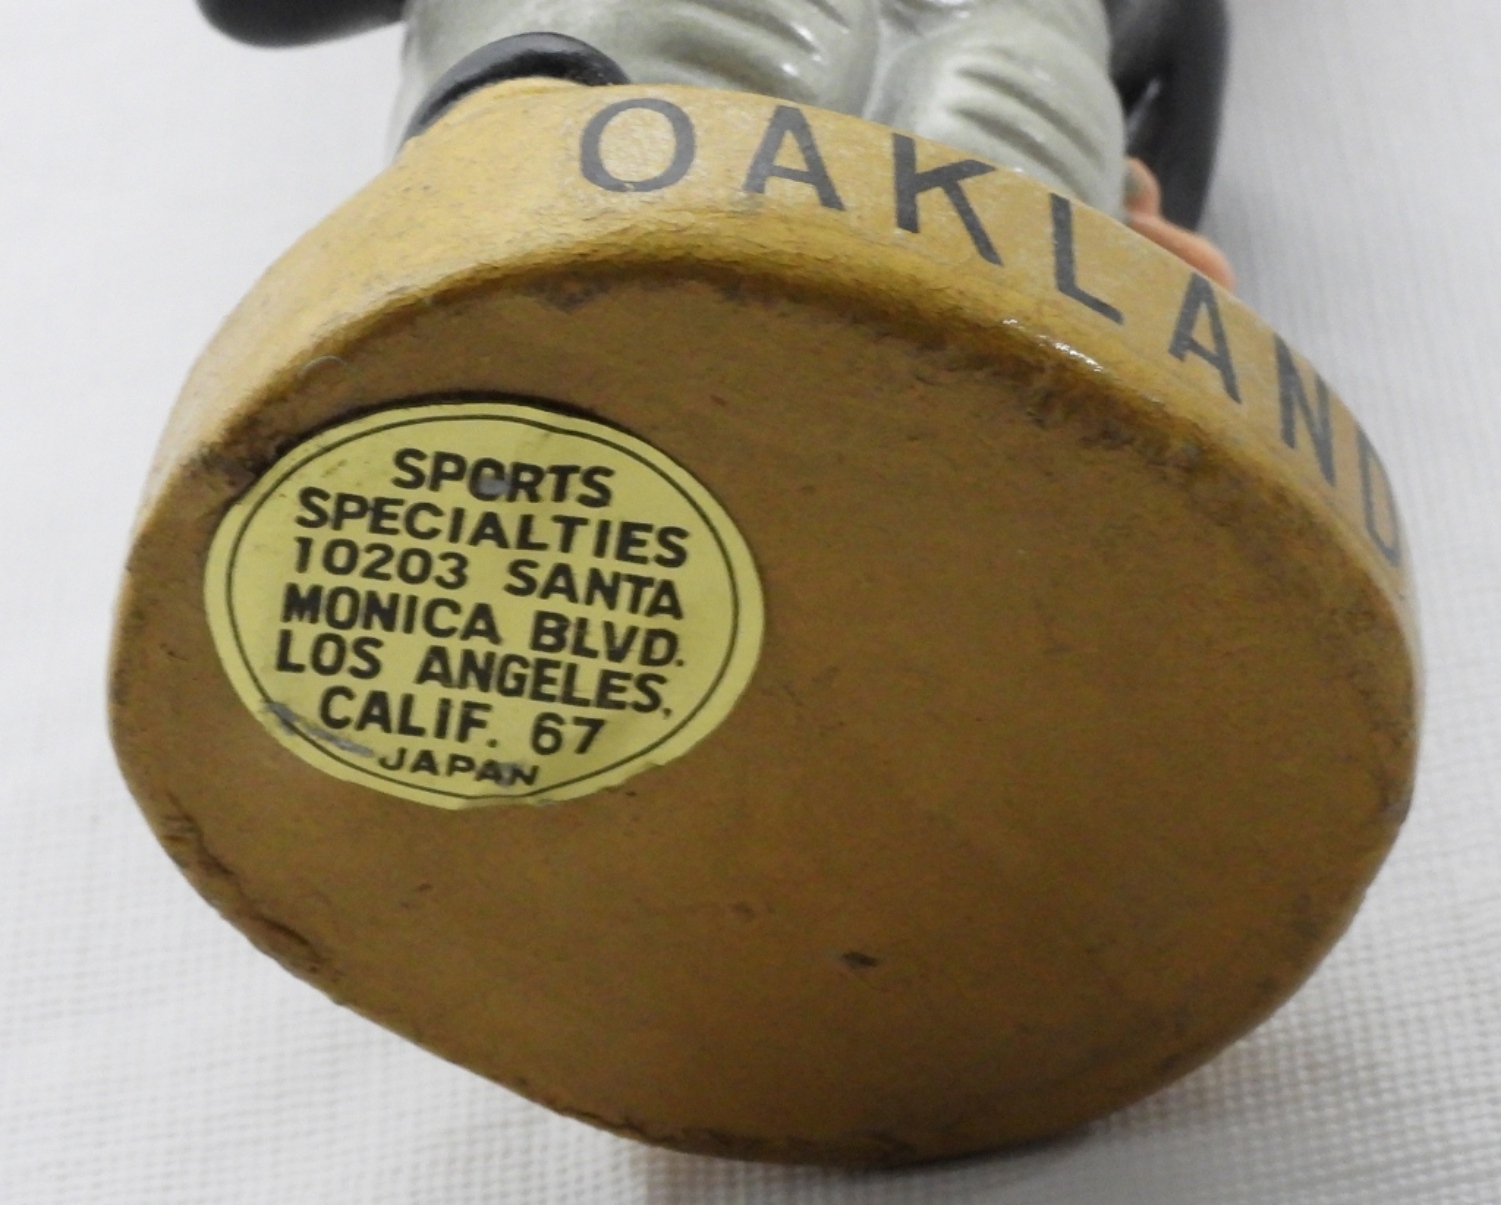 OAKLAND
SPORTS
SPECIALTIES
10203 SANTA
MONICA BLVD.
LOS ANGELES,
CALIF. 67
JAPAN